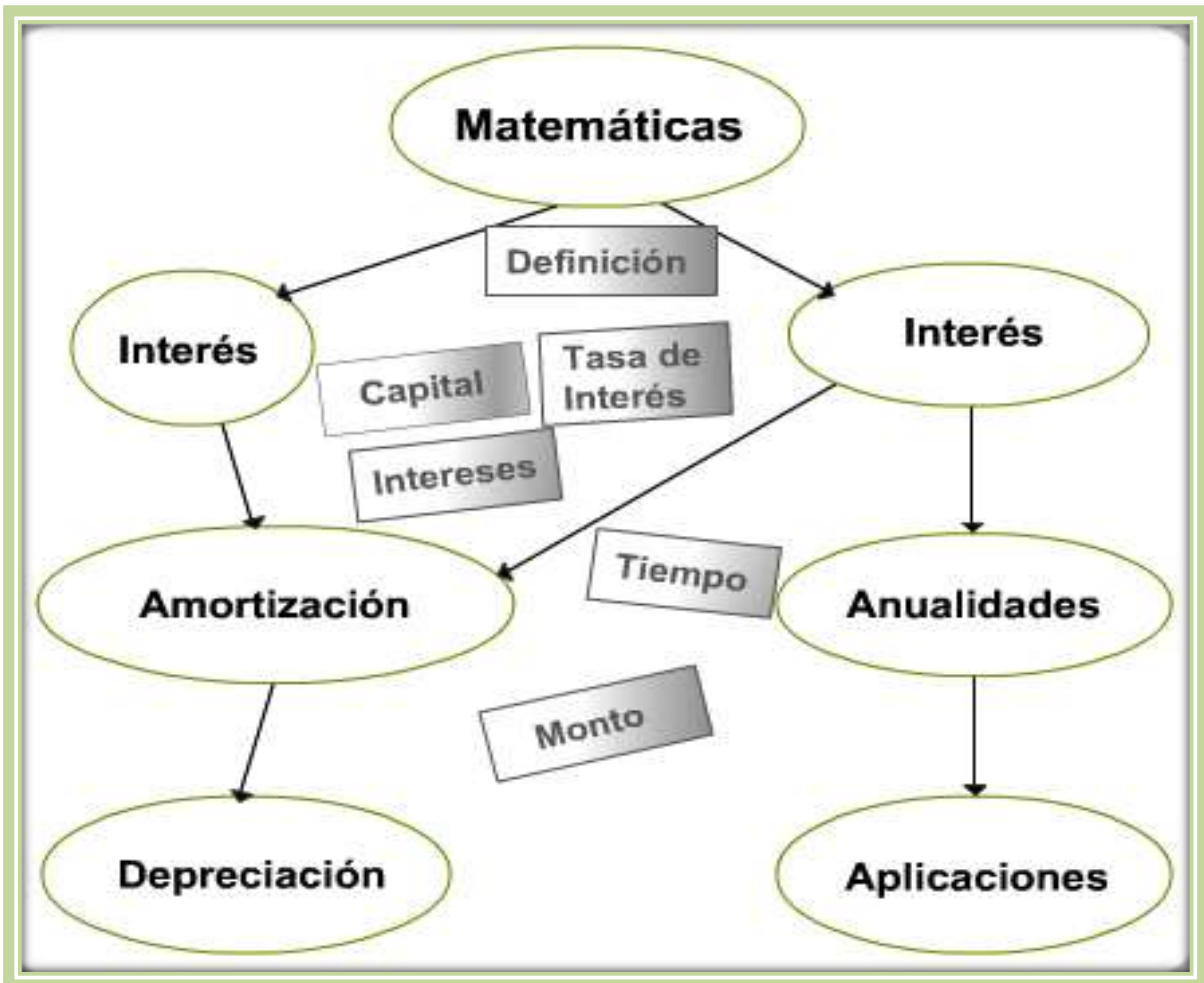 Matemáticas
Definición
Interés
Interés
Capital
Tasa de
Interés
Intereses
Tiempo
Amortización
Anualidades
Monto
Depreciación
Aplicaciones